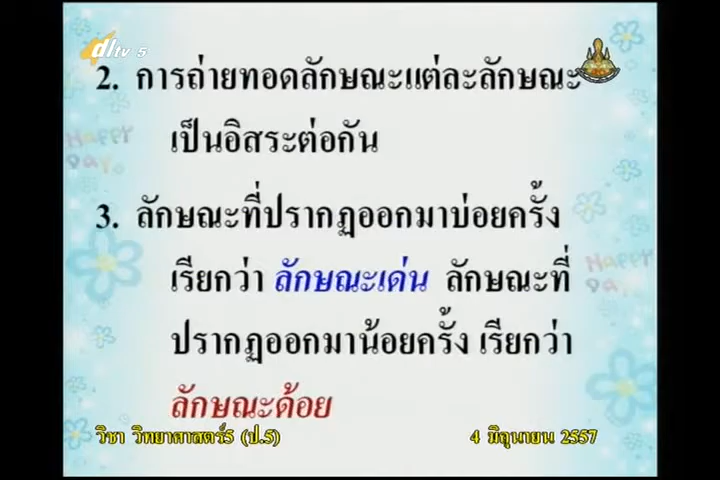 dltv-5
2. การถ่ายทอดลักษณะแต่ละลักษณะ
เป็นอิสระต่อกัน
HAPPY
Day.
3. ลักษณะที่ปรากฏออกมาบ่อยครั้ง
เรียกว่า ลักษณะเด่น ลักษณะที่
HAPPY
Day.
ปรากฏออกมาน้อยครั้ง เรียกว่า
ลักษณะด้อย
วิชา วิทยาศาสตร์5 (ป.5)
4 มิถุนายน 2557